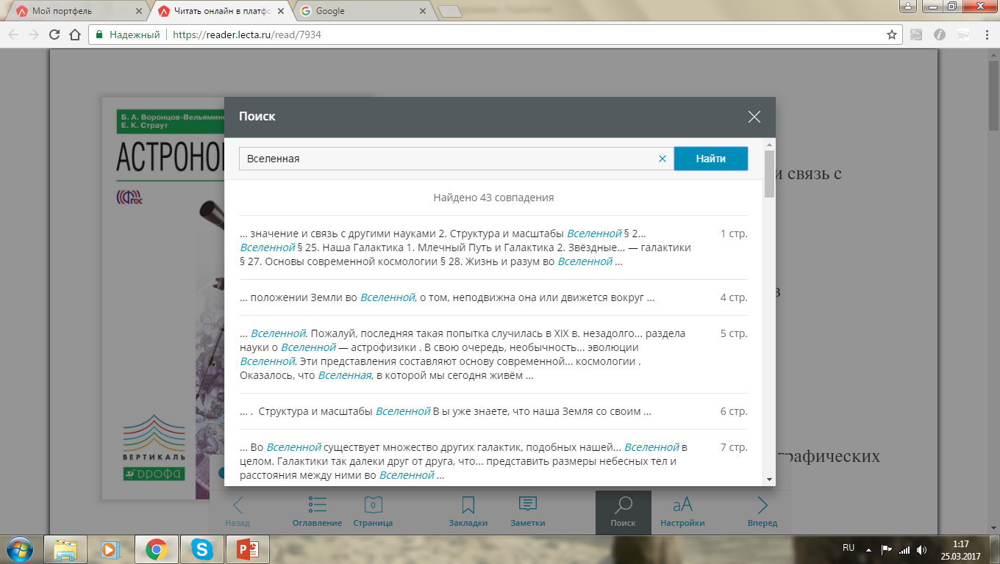 Мой портфель
Читать онлайн в платфо
Google
Надежный
https://reader.lecta.ru/read/7934
Б. А. Воронцов-Вельямино
Е. К. Страут
АСТРОНО
ФГОС
ВЕРТИКАЛЬ
ДРОФА
и связь с
в
графических
Поиск
Вселенная
Найти
Найдено 43 совпадения
... значение и связь с другими науками 2. Структура и масштабы Вселенной § 2... 1 стр.
Вселенной § 25. Наша Галактика 1. Млечный Путь и Галактика 2. Звёздные... — галактики
§ 27. Основы современной космологии § 28. Жизнь и разум во Вселенной ...
... положении Земли во Вселенной, о том, неподвижна она или движется вокруг ... 4 стр.
... Вселенной. Пожалуй, последняя такая попытка случилась в XIX в. незадолго... раздела 5 стр.
науки о Вселенной — астрофизики . В свою очередь, необычность... эволюции
Вселенной. Эти представления составляют основу современной... космологии .
Оказалось, что Вселенная, в которой мы сегодня живём ...
... . Структура и масштабы Вселенной В ы уже знаете, что наша Земля со своим ... 6 стр.
... Во Вселенной существует множество других галактик, подобных нашей... Вселенной в 7 стр.
целом. Галактики так далеки друг от друга, что... представить размеры небесных тел и
расстояния между ними во Вселенной ...
Назад
Оглавление
0
Страница
Закладки
Заметки
Поиск
aA
Настройки
Вперед
RU
1:17
25.03.2017